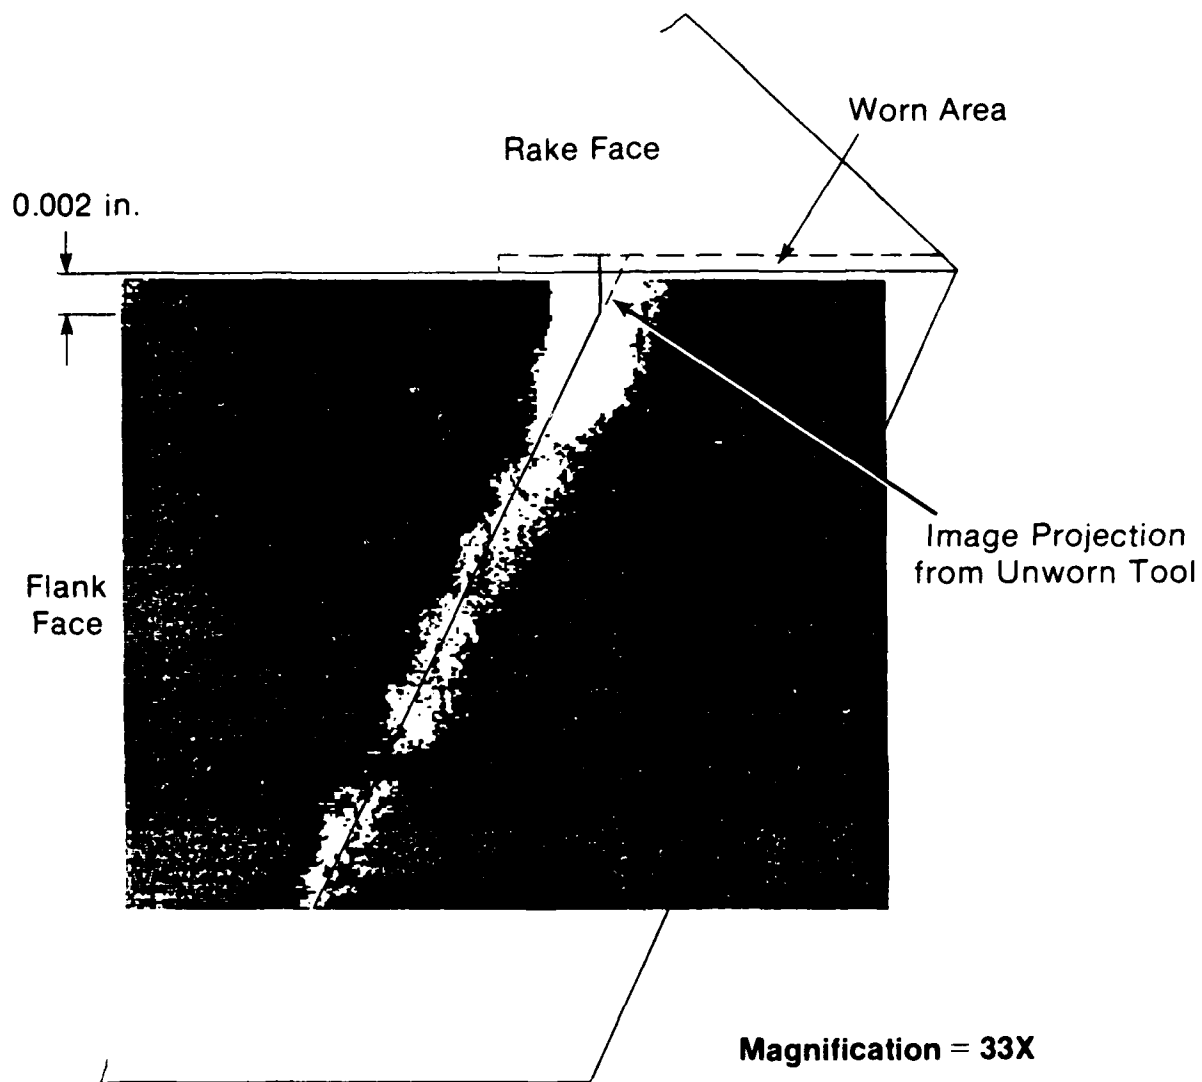 Worn Area
Rake Face
0.002 in.
Image Projection
from Unworn Tool
Flank
Face
Magnification = 33X